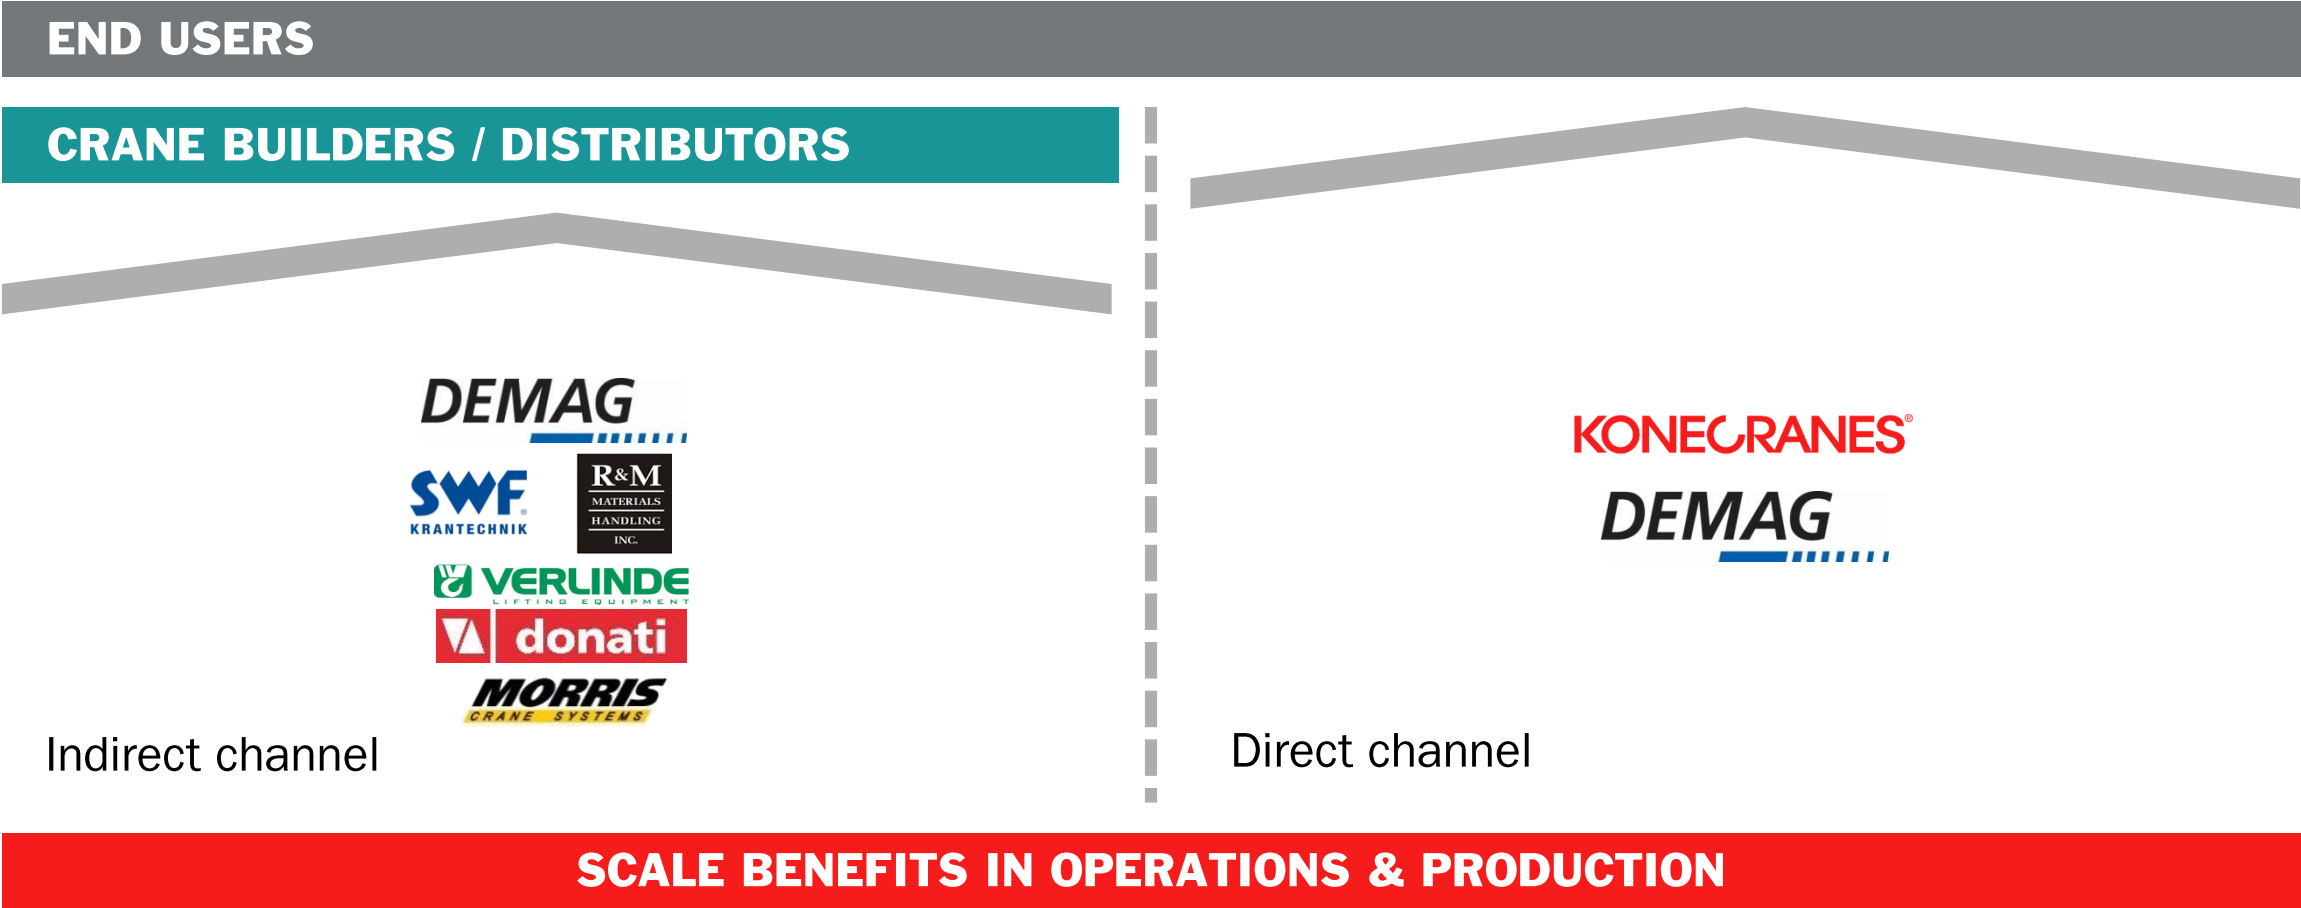 END USERS
CRANE BUILDERS / DISTRIBUTORS
DEMAG
SWF®
KRANTECHNIK
R&M
MATERIALS
HANDLING
INC.
VERLINDE
LIFTING EQUIPMENT
donati
MORRIS
CRANE SYSTEMS
Indirect channel
KONECRANES®
DEMAG
Direct channel
SCALE BENEFITS IN OPERATIONS & PRODUCTION